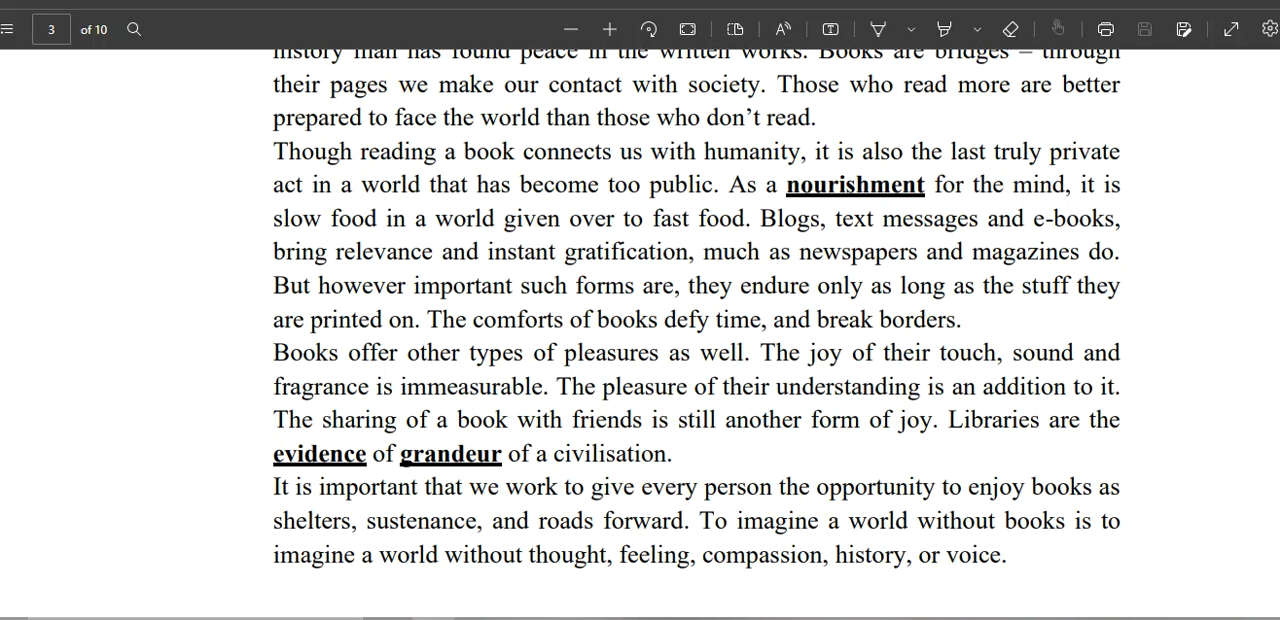 3 of 10
history man has found peace in the written works. Books are bridges – through
their pages we make our contact with society. Those who read more are better
prepared to face the world than those who don’t read.
Though reading a book connects us with humanity, it is also the last truly private
act in a world that has become too public. As a nourishment for the mind, it is
slow food in a world given over to fast food. Blogs, text messages and e-books,
bring relevance and instant gratification, much as newspapers and magazines do.
But however important such forms are, they endure only as long as the stuff they
are printed on. The comforts of books defy time, and break borders.
Books offer other types of pleasures as well. The joy of their touch, sound and
fragrance is immeasurable. The pleasure of their understanding is an addition to it.
The sharing of a book with friends is still another form of joy. Libraries are the
evidence of grandeur of a civilisation.
It is important that we work to give every person the opportunity to enjoy books as
shelters, sustenance, and roads forward. To imagine a world without books is to
imagine a world without thought, feeling, compassion, history, or voice.